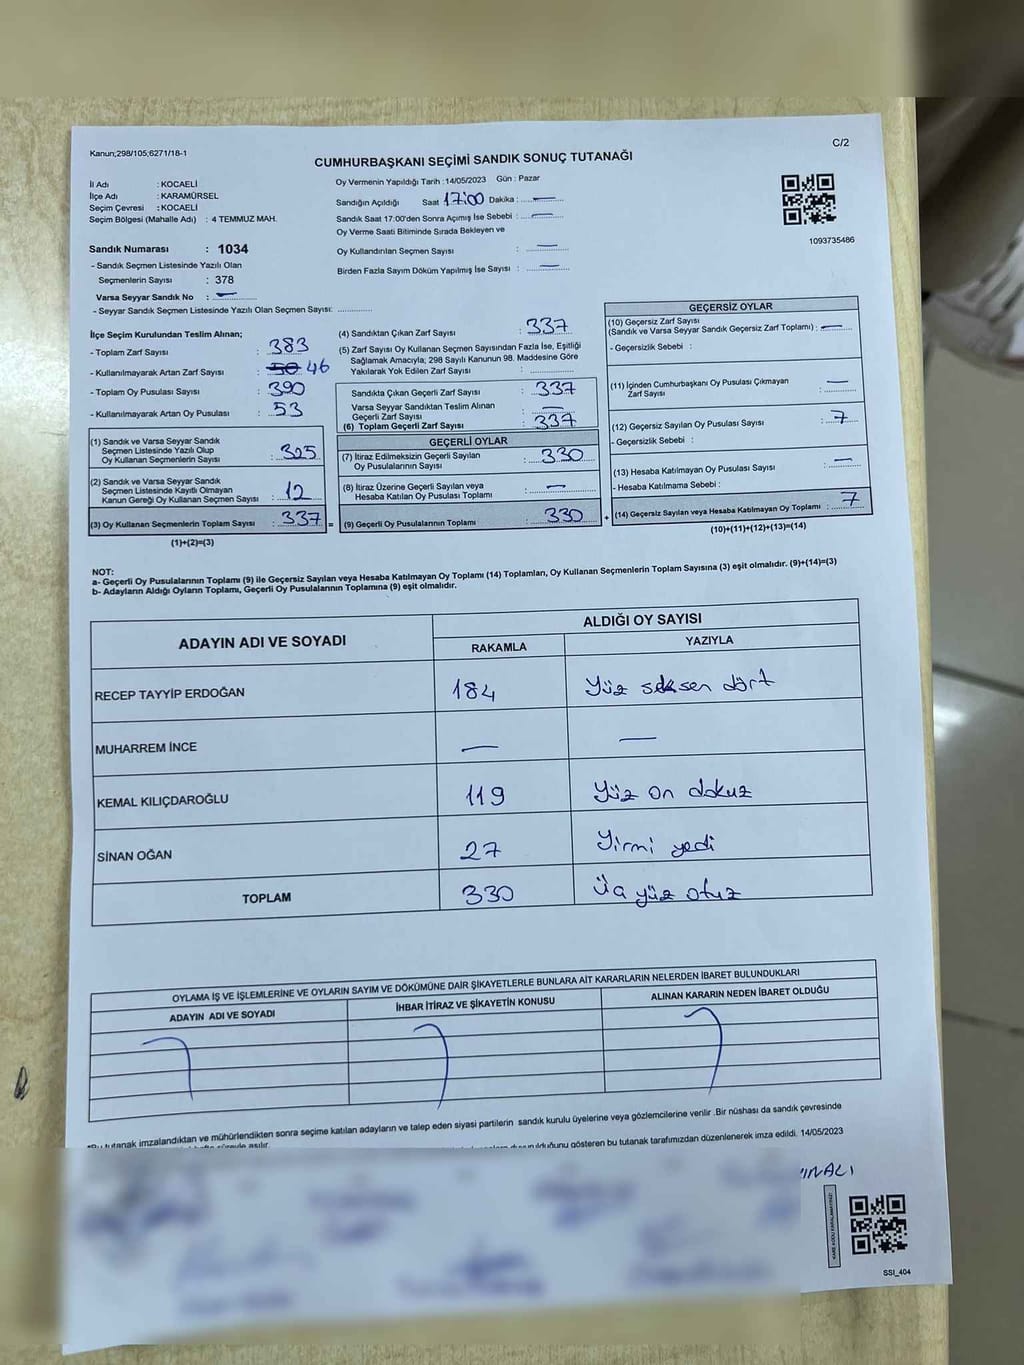 Kanun;298/105;6271/18-1
C/2
CUMHURBAŞKANI SEÇİMİ SANDIK SONUÇ TUTANAĞI
İl Adı : KOCAELİ
İlçe Adı : KARAMÜRSEL
Seçim Çevresi : KOCAELİ
Seçim Bölgesi (Mahalle Adı) : 4 TEMMUZ MAH.
Sandık Numarası : 1034
- Sandık Seçmen Listesinde Yazılı Olan
Seçmenlerin Sayısı : 378
Varsa Seyyar Sandık No : —
- Seyyar Sandık Seçmen Listesinde Yazılı Olan Seçmen Sayısı: ..............
Oy Vermenin Yapıldığı Tarih : 14/05/2023 Gün : Pazar
Sandığın Açıldığı Saat 17:00 Dakika : —
Sandık Saat 17:00'den Sonra Açımış İse Sebebi : —
Oy Verme Saati Bitiminde Sırada Bekleyen ve
Oy Kullandırılan Seçmen Sayısı : —
Birden Fazla Sayım Döküm Yapılmış İse Sayısı : —
1093735486
İlçe Seçim Kurulundan Teslim Alınan;
- Toplam Zarf Sayısı : 383
- Kullanılmayarak Artan Zarf Sayısı : 50 46
- Toplam Oy Pusulası Sayısı : 390
- Kullanılmayarak Artan Oy Pusulası : 53
(1) Sandık ve Varsa Seyyar Sandık
Seçmen Listesinde Yazılı Olup
Oy Kullanan Seçmenlerin Sayısı : 325
(2) Sandık ve Varsa Seyyar Sandık
Seçmen Listesinde Kayıtlı Olmayan
Kanun Gereği Oy Kullanan Seçmen Sayısı : 12
(3) Oy Kullanan Seçmenlerin Toplam Sayısı : 337 =
(1)+(2)=(3)
(4) Sandıktan Çıkan Zarf Sayısı : 337
(5) Zarf Sayısı Oy Kullanan Seçmen Sayısından Fazla İse, Eşitliği
Sağlamak Amacıyla; 298 Sayılı Kanunun 98. Maddesine Göre
Yakılarak Yok Edilen Zarf Sayısı : ..............
Sandıkta Çıkan Geçerli Zarf Sayısı : 337
Varsa Seyyar Sandıktan Teslim Alınan
Geçerli Zarf Sayısı : —
(6) Toplam Geçerli Zarf Sayısı : 337
GEÇERLİ OYLAR
(7) İtiraz Edilmeksizin Geçerli Sayılan
Oy Pusulalarının Sayısı : 330
(8) İtiraz Üzerine Geçerli Sayılan veya
Hesaba Katılan Oy Pusulası Toplamı : —
(9) Geçerli Oy Pusulalarının Toplamı : 330 +
GEÇERSİZ OYLAR
(10) Geçersiz Zarf Sayısı
(Sandık ve Varsa Seyyar Sandık Geçersiz Zarf Toplamı) : —
- Geçersizlik Sebebi :
(11) İçinden Cumhurbaşkanı Oy Pusulası Çıkmayan
Zarf Sayısı : —
(12) Geçersiz Sayılan Oy Pusulası Sayısı : 7
- Geçersizlik Sebebi :
(13) Hesaba Katılmayan Oy Pusulası Sayısı : —
- Hesaba Katılmama Sebebi :
(14) Geçersiz Sayılan veya Hesaba Katılmayan Oy Toplamı : 7
(10)+(11)+(12)+(13)=(14)
NOT:
a- Geçerli Oy Pusulalarının Toplamı (9) ile Geçersiz Sayılan veya Hesaba Katılmayan Oy Toplamı (14) Toplamları, Oy Kullanan Seçmenlerin Toplam Sayısına (3) eşit olmalıdır. (9)+(14)=(3)
b- Adayların Aldığı Oyların Toplamı, Geçerli Oy Pusulalarının Toplamına (9) eşit olmalıdır.
ADAYIN ADI VE SOYADI
ALDIĞI OY SAYISI
RAKAMLA YAZIYLA
RECEP TAYYİP ERDOĞAN 184 Yüz seksen dört
MUHARREM İNCE — —
KEMAL KILIÇDAROĞLU 119 Yüz on dokuz
SİNAN OĞAN 27 Yirmi yedi
TOPLAM 330 Üç yüz otuz
OYLAMA İŞ VE İŞLEMLERİNE VE OYLARIN SAYIM VE DÖKÜMÜNE DAİR ŞİKAYETLERLE BUNLARA AİT KARARLARIN NELERDEN İBARET BULUNDUKLARI
ADAYIN ADI VE SOYADI İHBAR İTİRAZ VE ŞİKAYETİN KONUSU ALINAN KARARIN NEDEN İBARET OLDUĞU
*Bu tutanak imzalandıktan ve mühürlendikten sonra seçime katılan adayların ve talep eden siyasi partilerin sandık kurulu üyelerine veya gözlemcilerine verilir .Bir nüshası da sandık çevresinde
gösteren bu tutanak tarafımızdan düzenlenerek imza edildi. 14/05/2023
SSI_404